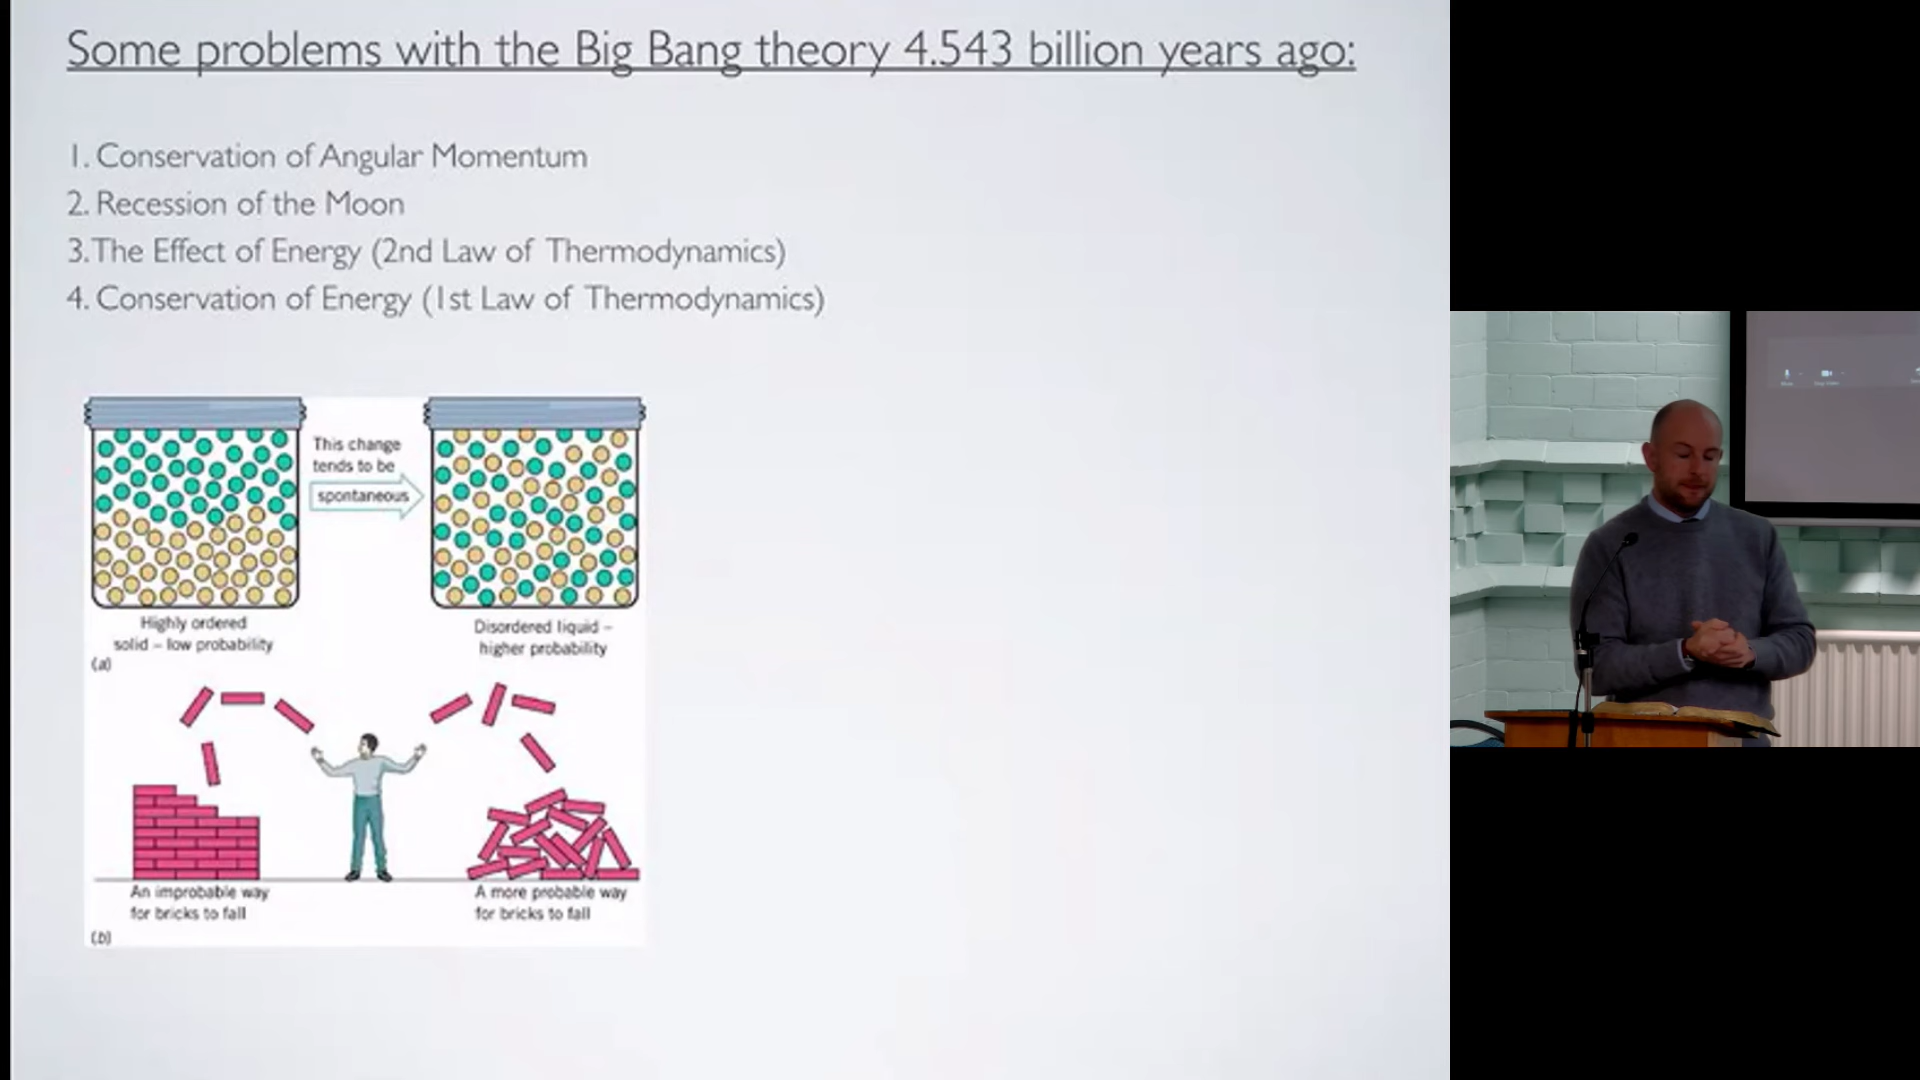 Some problems with the Big Bang theory 4.543 billion years ago:
1. Conservation of Angular Momentum
2. Recession of the Moon
3. The Effect of Energy (2nd Law of Thermodynamics)
4. Conservation of Energy (1st Law of Thermodynamics)
This change
tends to be
spontaneous
Highly ordered
solid – low probability
Disordered liquid –
higher probability
(a)
An improbable way
for bricks to fall
A more probable way
for bricks to fall
(b)